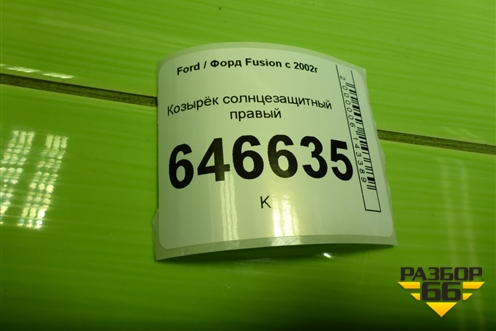 Ford / Форд Fusion с 2002г
Козырёк солнцезащитный
правый
646635
К
РАЗБОР
66